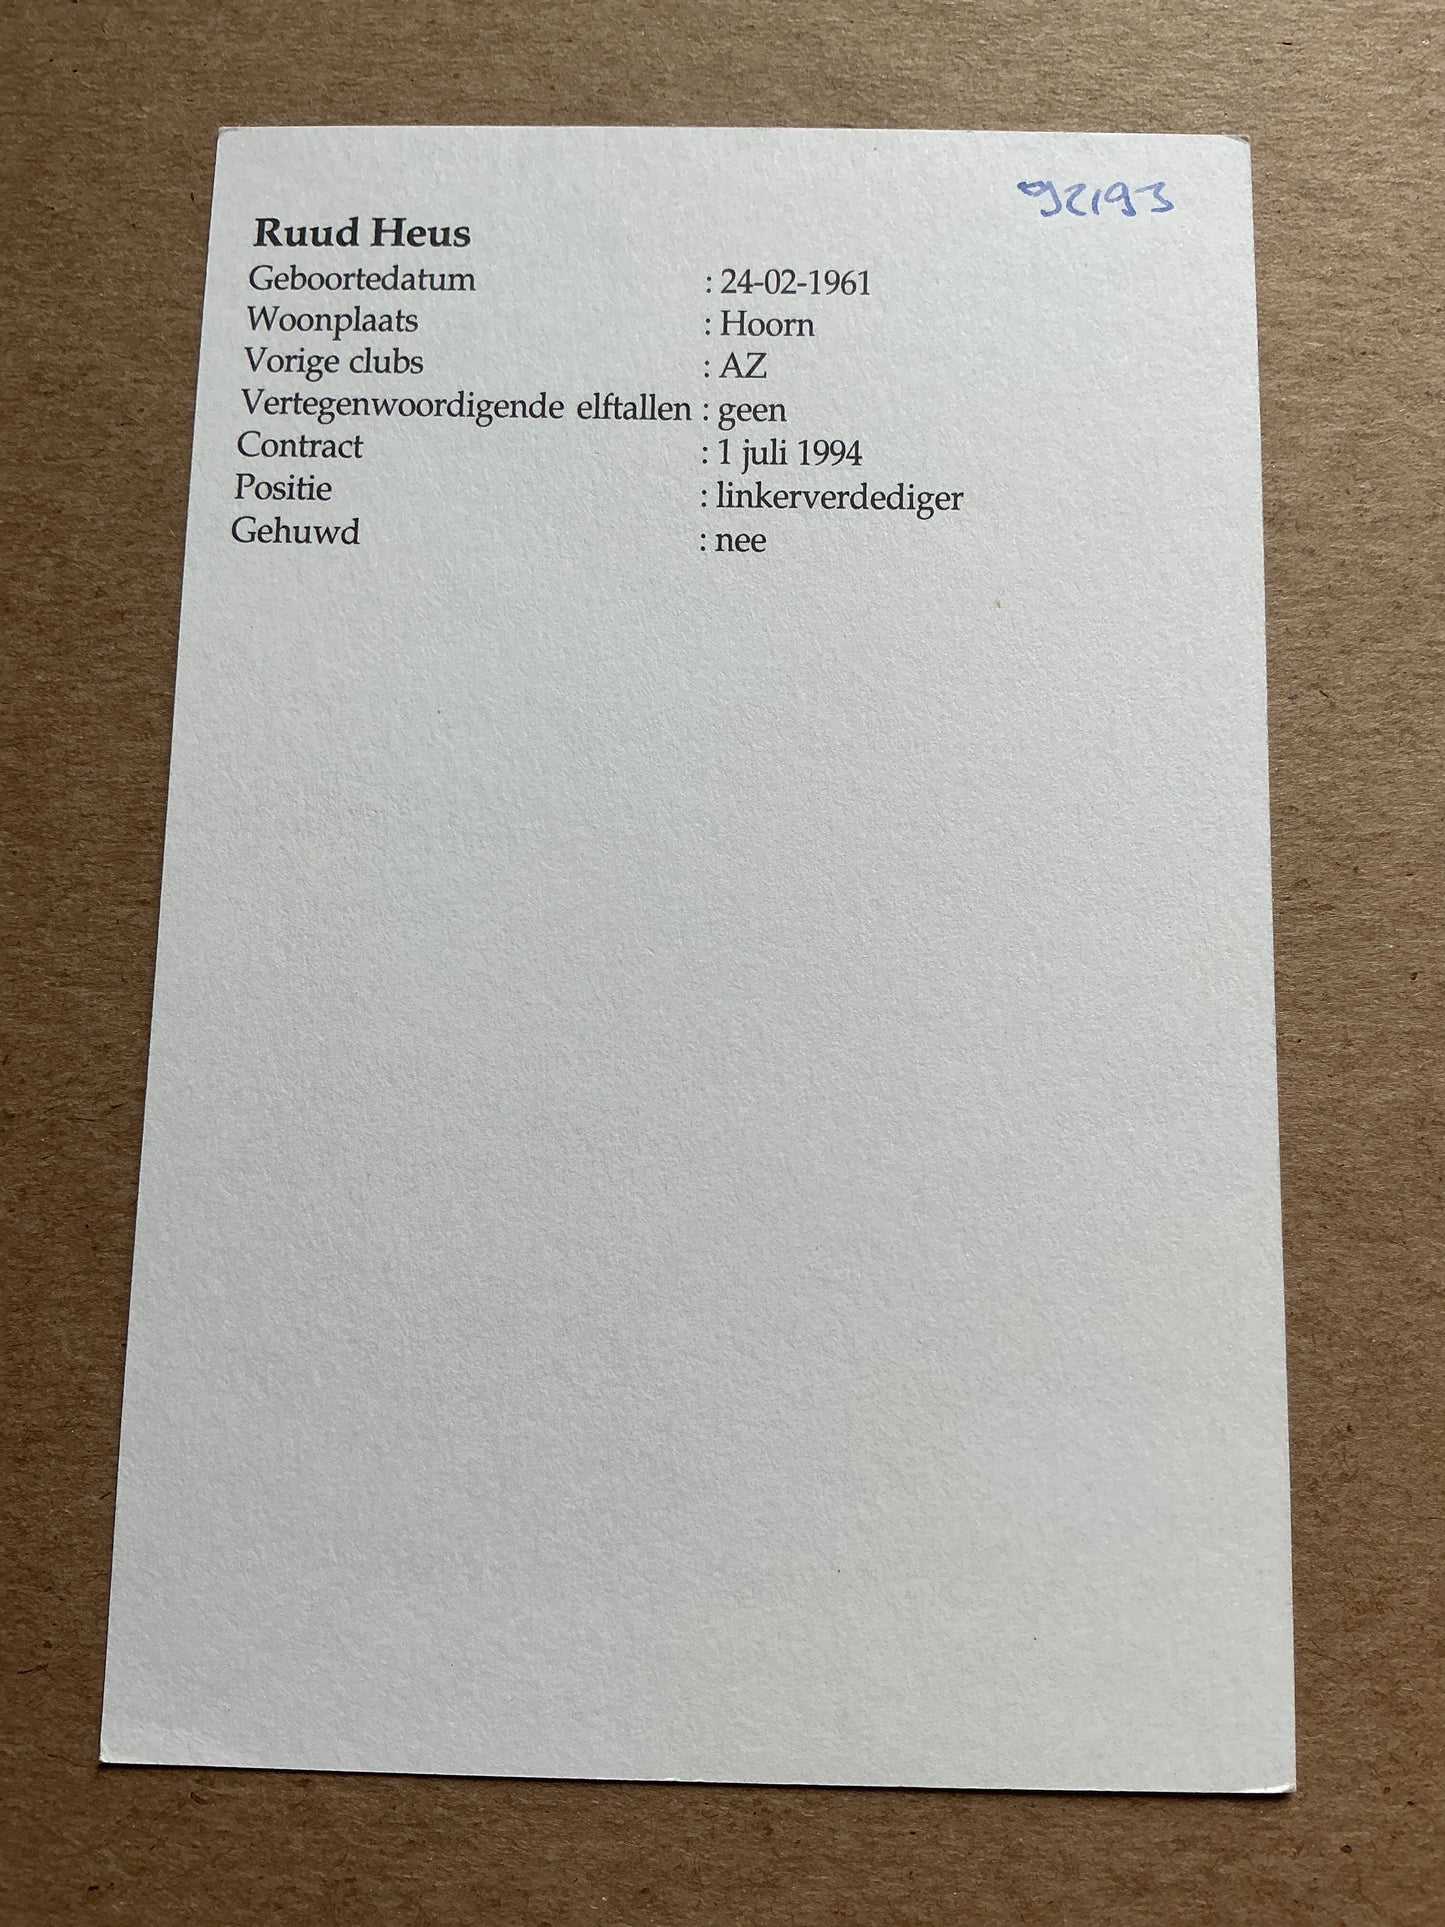 92/93
Ruud Heus
Geboortedatum : 24-02-1961
Woonplaats : Hoorn
Vorige clubs : AZ
Vertegenwoordigende elftallen : geen
Contract : 1 juli 1994
Positie : linkerverdediger
Gehuwd : nee